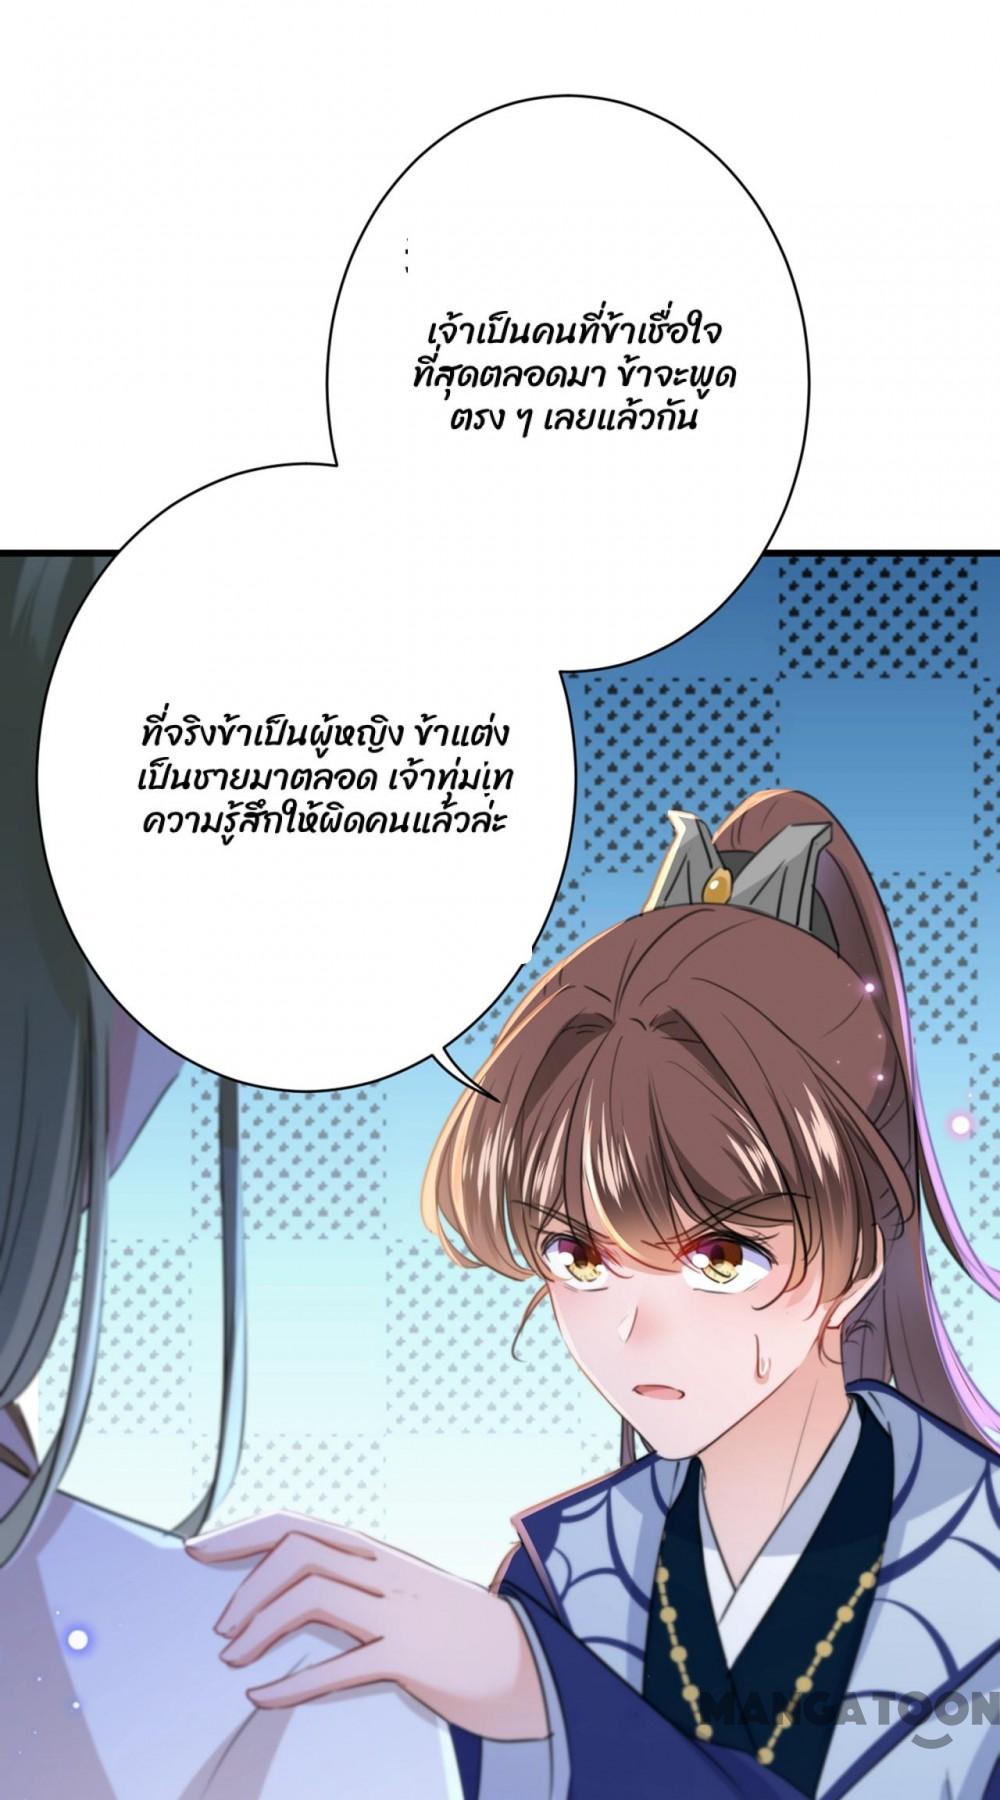 เจ้าเป็นคนที่ข้าเชื่อใจ
ที่สุดตลอดมา ข้าจะพูด
ตรง ๆ เลยแล้วกัน
ที่จริงข้าเป็นผู้หญิง ข้าแต่ง
เป็นชายมาตลอด เจ้าทุ่มเท
ความรู้สึกให้ผิดคนแล้วล่ะ
MANGATOON